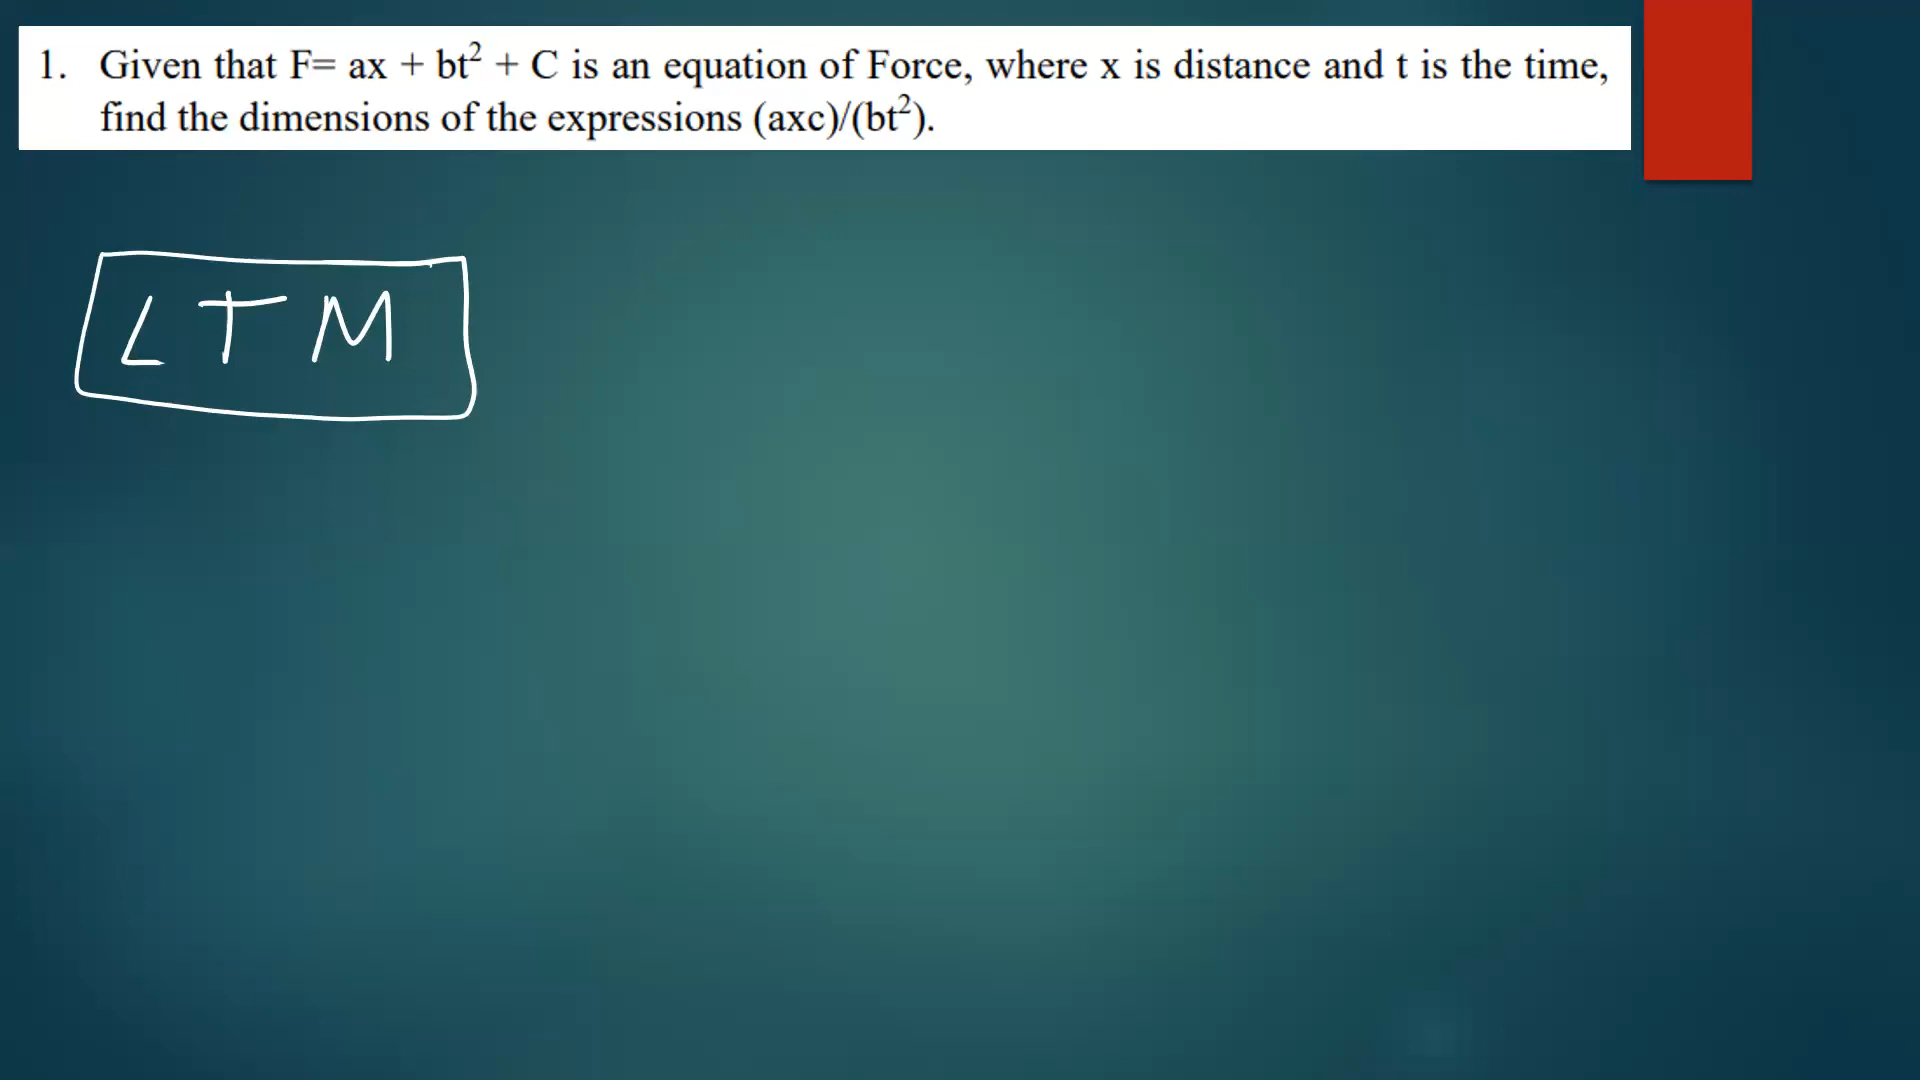 1. Given that F= ax + bt² + C is an equation of Force, where x is distance and t is the time,
find the dimensions of the expressions (axc)/(bt²).
L T M